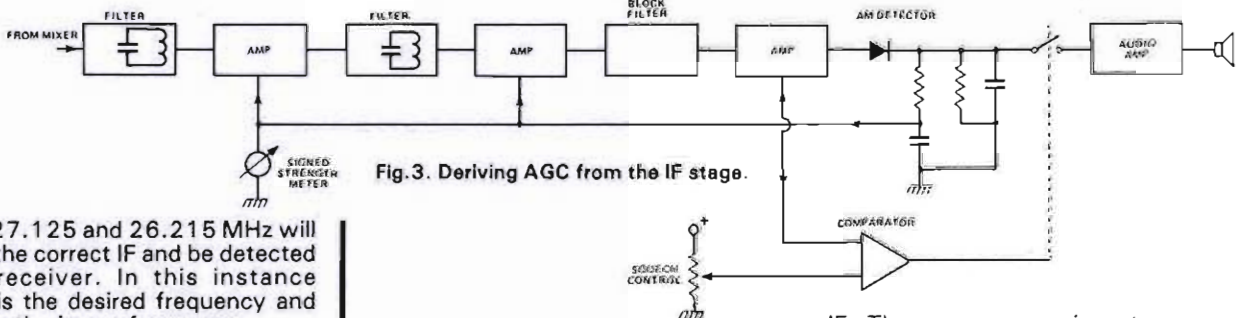 FILTER
FROM MIXER
AMP
FILTER
AMP
BLOCK
FILTER
AMP
AM DETECTOR
AUDIO
AMP
SIGNED
STRENGTH
METER
Fig.3. Deriving AGC from the IF stage.
COMPARATOR
+
SQUELCH
CONTROL
27.125 and 26.215 MHz will
the correct IF and be detected
receiver. In this instance
is the desired frequency and